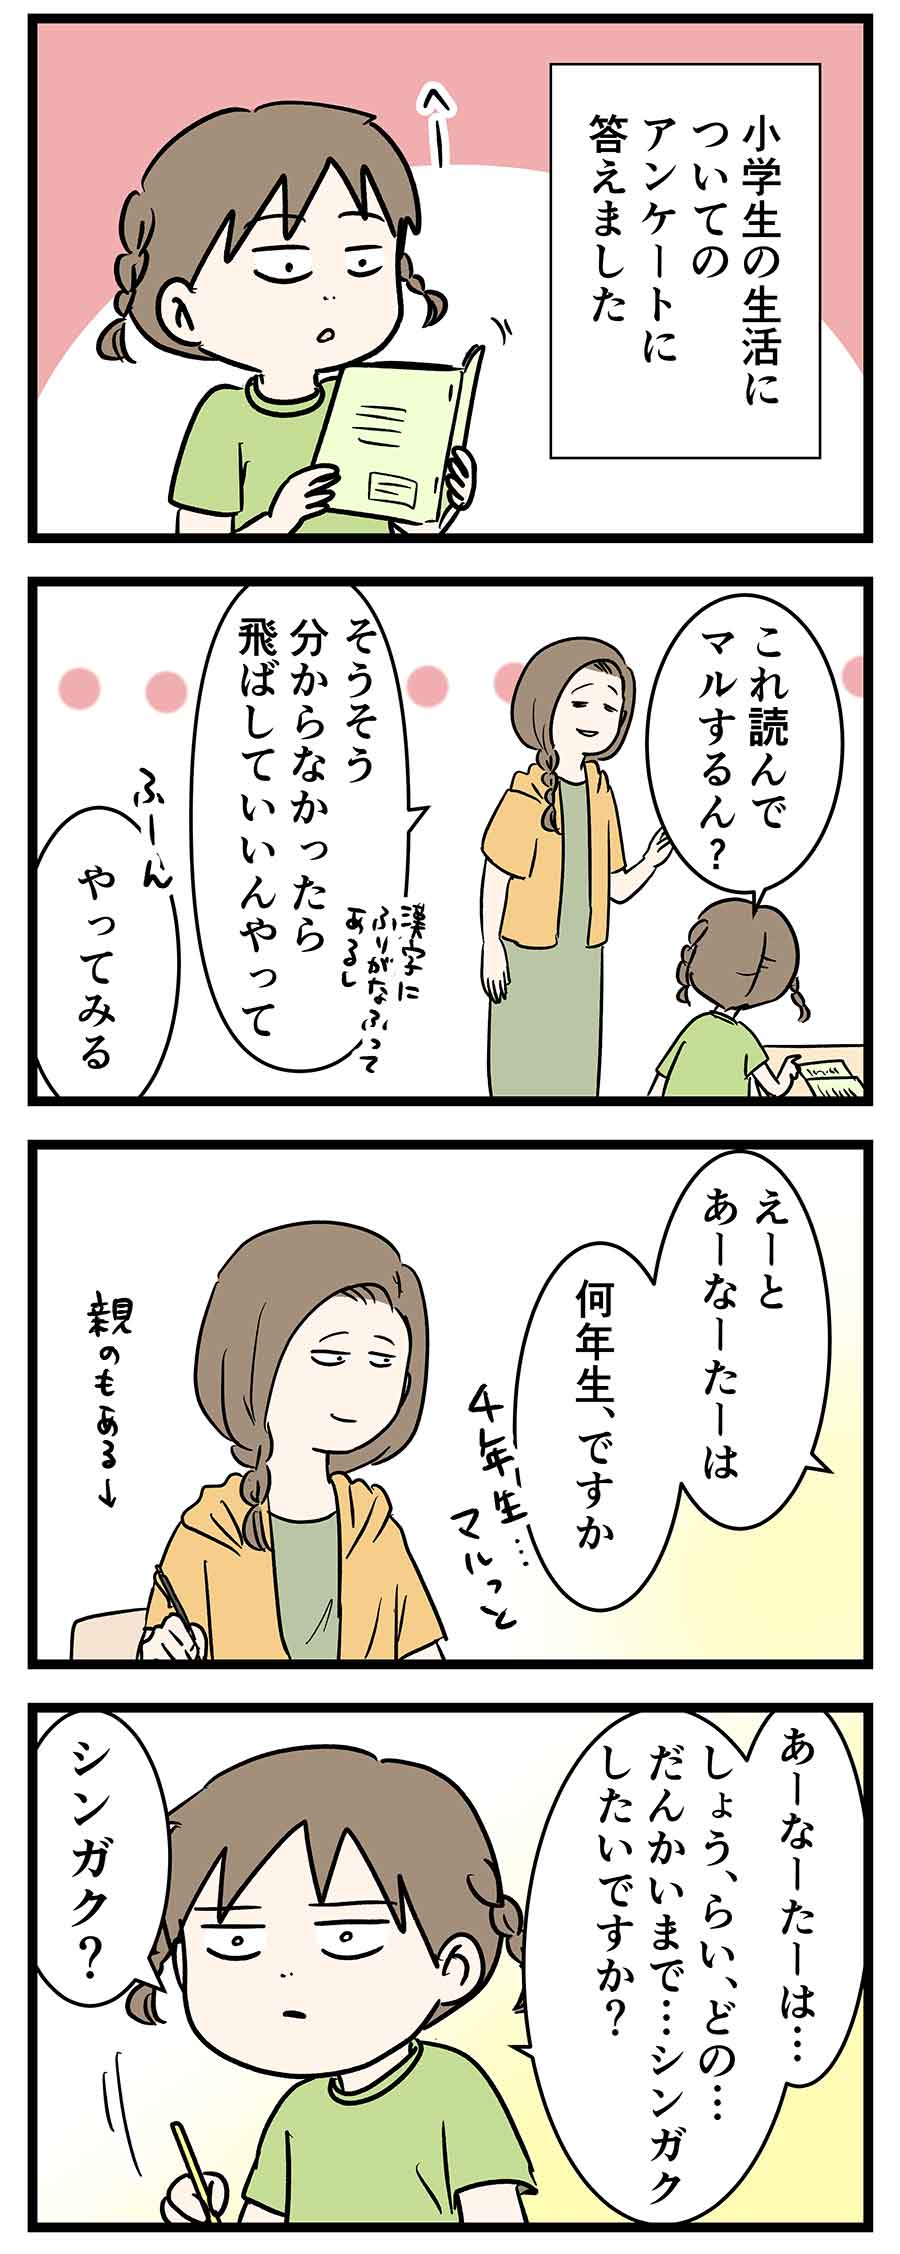 小学生の生活に
ついての
アンケートに
答えました
これ読んで
マルするん？
そうそう
分からなかったら
飛ばしていいんやって
漢字に
ふりがなふって
あるし
ふーん
やってみる
えーと
あーなーたーは
何年生、ですか
4年、生…
マルっと
親のもある↓
あーなーたーは…
しょう、らい、どの…
だんかいまで…シンガク
したいですか？
シンガク？